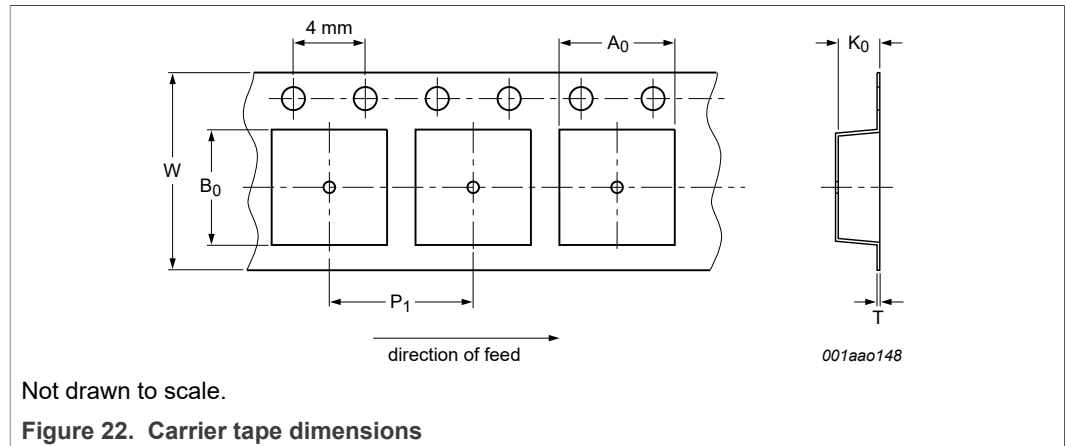 4 mm
A0
K0
W
B0
P1
T
direction of feed
001aao148
Not drawn to scale.
Figure 22. Carrier tape dimensions